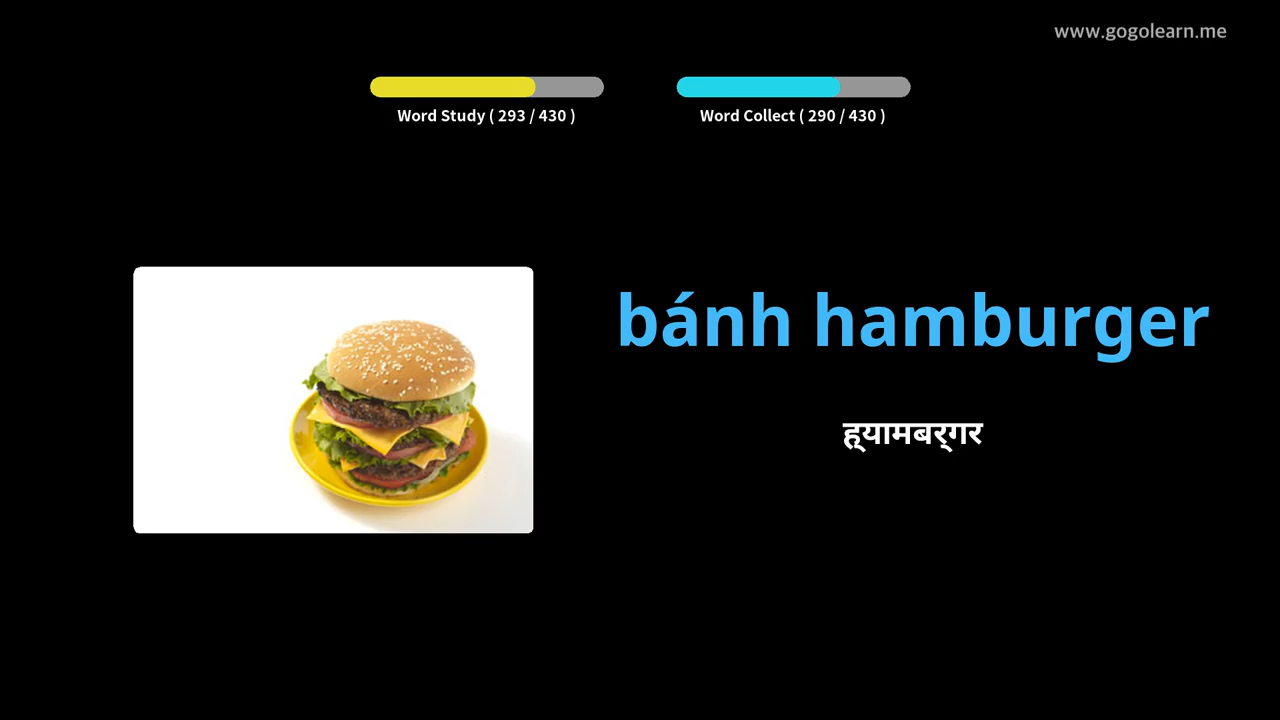 www.gogolearn.me
Word Study ( 293 / 430 )
Word Collect ( 290 / 430 )
bánh hamburger
ह्यामबर्गर